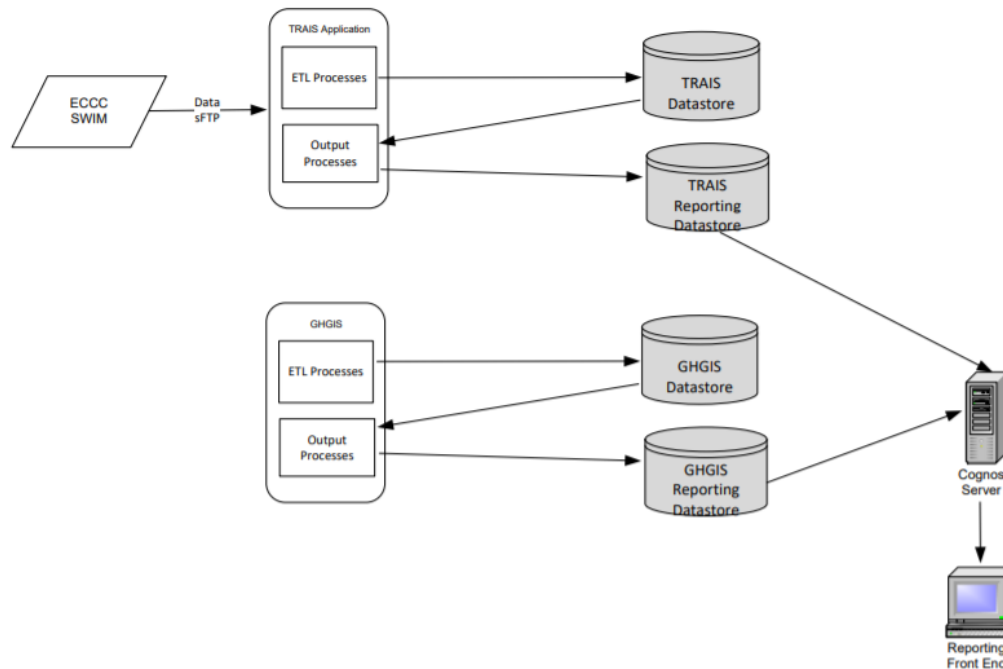 TRAIS Application
ETL Processes
Output
Processes
ECCC
SWIM
Data
sFTP
TRAIS
Datastore
TRAIS
Reporting
Datastore
GHGIS
ETL Processes
Output
Processes
GHGIS
Datastore
GHGIS
Reporting
Datastore
Cognos
Server
Reporting
Front End